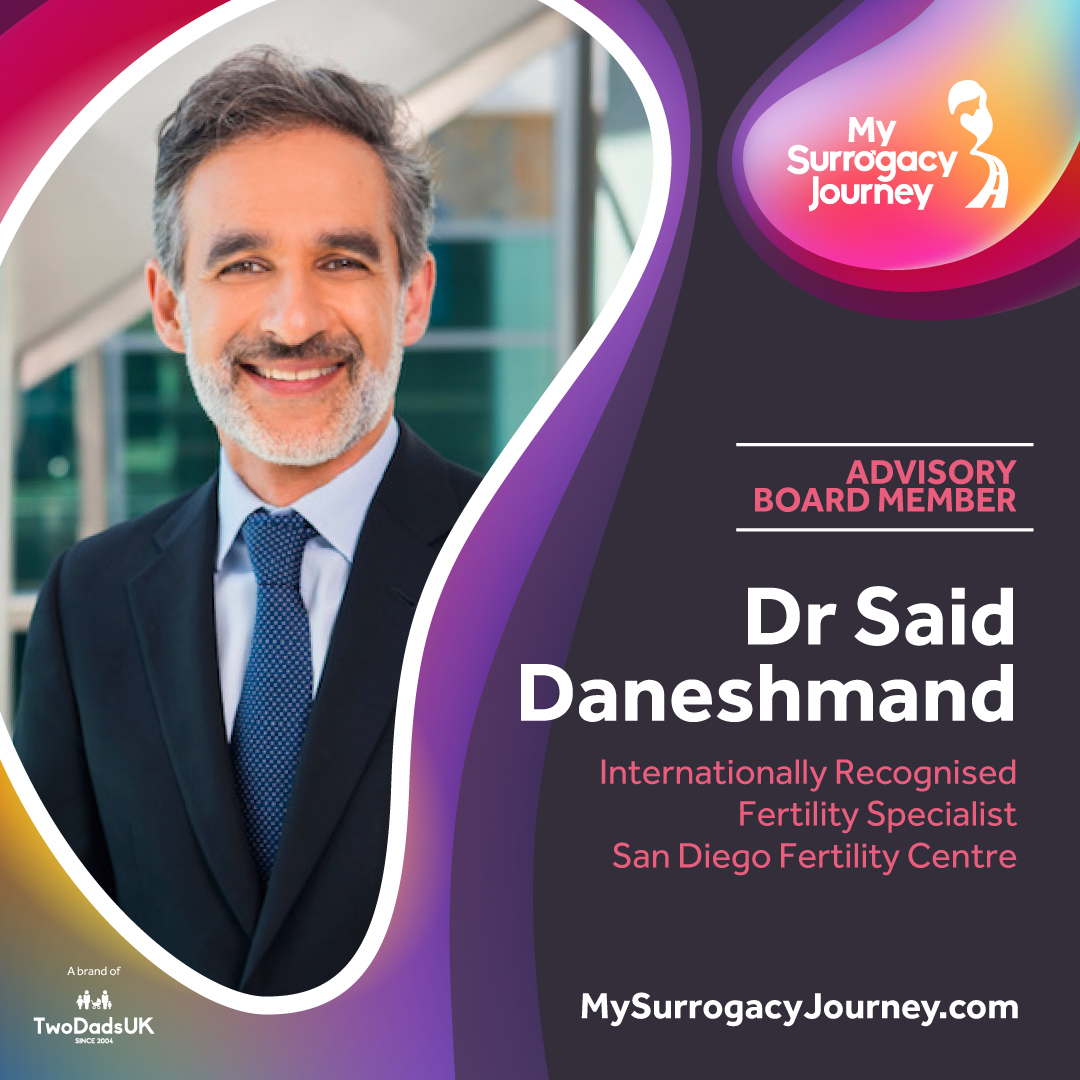 My
Surrogacy
Journey
ADVISORY
BOARD MEMBER
Dr Said
Daneshmand
Internationally Recognised
Fertility Specialist
San Diego Fertility Centre
A brand of
TwoDadsUK
SINCE 2004
MySurrogacyJourney.com